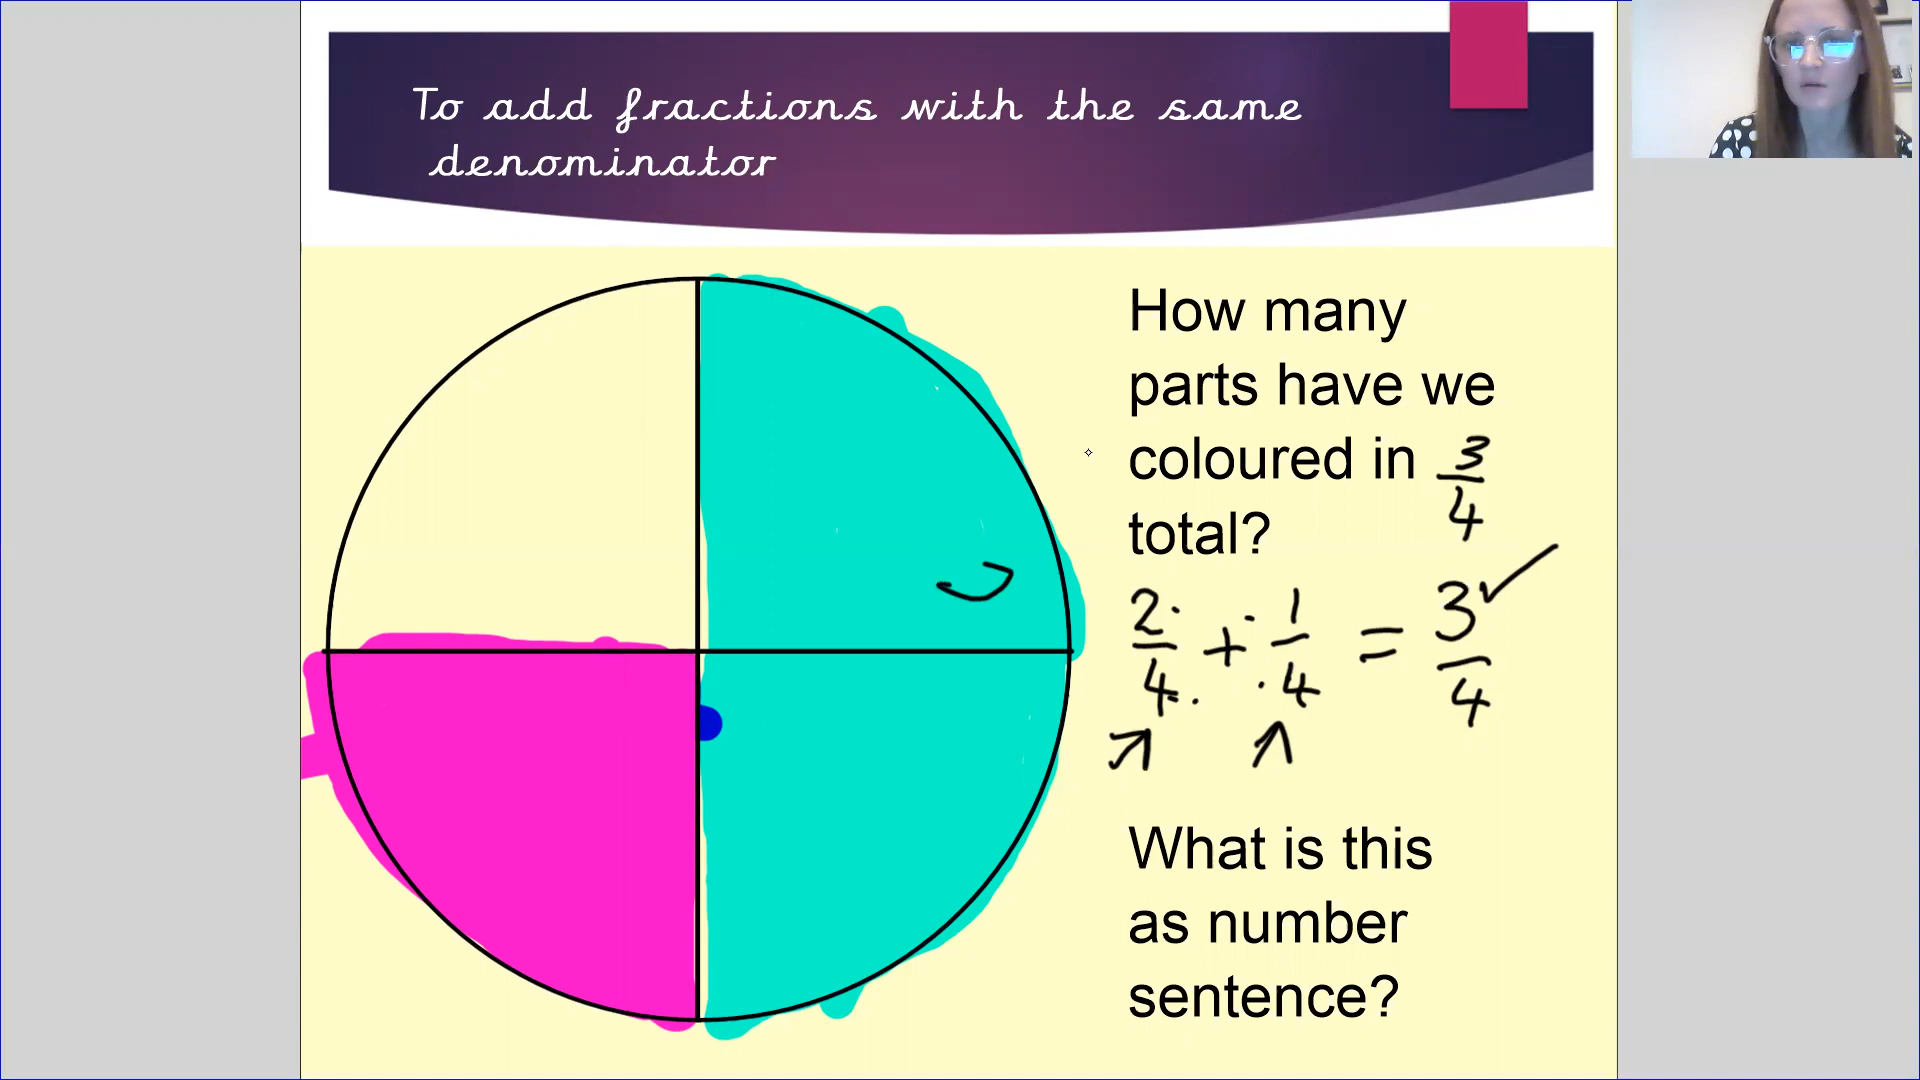 To add fractions with the same
denominator
How many
parts have we
coloured in 3/4
total?
2/4 + 1/4 = 3/4
What is this
as number
sentence?